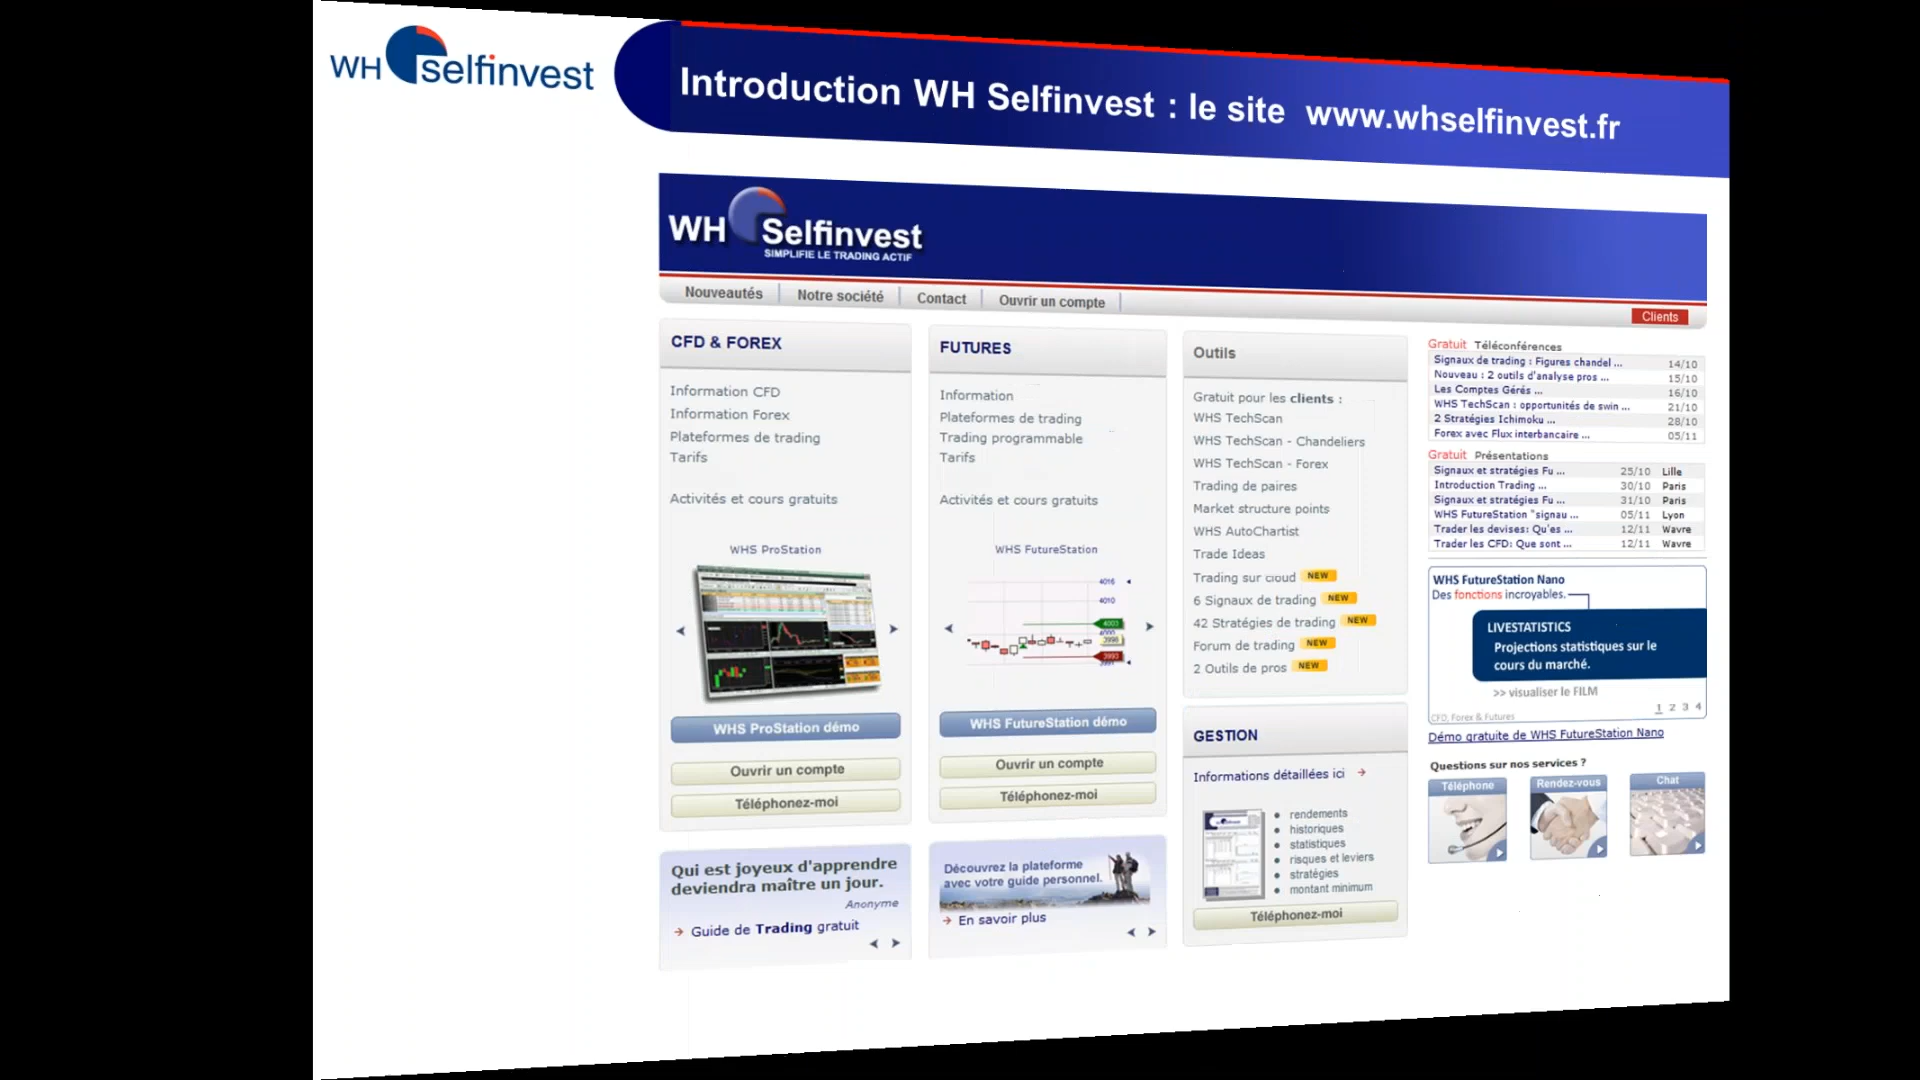 WH selfinvest
Introduction WH Selfinvest : le site www.whselfinvest.fr
WH Selfinvest
SIMPLIFIE LE TRADING ACTIF
Nouveautés
Notre société
Contact
Ouvrir un compte
Clients
CFD & FOREX
Information CFD
Information Forex
Plateformes de trading
Tarifs
Activités et cours gratuits
WHS ProStation
WHS ProStation démo
Ouvrir un compte
Téléphonez-moi
Qui est joyeux d'apprendre
deviendra maître un jour.
Anonyme
Guide de Trading gratuit
FUTURES
Information
Plateformes de trading
Trading programmable
Tarifs
Activités et cours gratuits
WHS FutureStation
4016
4010
4003
4000
3998
3993
WHS FutureStation démo
Ouvrir un compte
Téléphonez-moi
Découvrez la plateforme
avec votre guide personnel.
En savoir plus
Outils
Gratuit pour les clients :
WHS TechScan
WHS TechScan - Chandeliers
WHS TechScan - Forex
Trading de paires
Market structure points
WHS AutoChartist
Trade Ideas
Trading sur cloud NEW
6 Signaux de trading NEW
42 Stratégies de trading NEW
Forum de trading NEW
2 Outils de pros NEW
GESTION
Informations détaillées ici
rendements
historiques
statistiques
risques et leviers
stratégies
montant minimum
Téléphonez-moi
Gratuit Téléconférences
Signaux de trading : Figures chandel ... 14/10
Nouveau : 2 outils d'analyse pros ... 15/10
Les Comptes Gérés ... 16/10
WHS TechScan : opportunités de swin ... 21/10
2 Stratégies Ichimoku ... 28/10
Forex avec Flux interbancaire ... 05/11
Gratuit Présentations
Signaux et stratégies Fu ... 25/10 Lille
Introduction Trading ... 30/10 Paris
Signaux et stratégies Fu ... 31/10 Paris
WHS FutureStation "signau ... 05/11 Lyon
Trader les devises: Qu'es ... 12/11 Wavre
Trader les CFD: Que sont ... 12/11 Wavre
WHS FutureStation Nano
Des fonctions incroyables.
LIVESTATISTICS
Projections statistiques sur le
cours du marché.
>> visualiser le FILM
1 2 3 4
CFD, Forex & Futures
Démo gratuite de WHS FutureStation Nano
Questions sur nos services ?
Téléphone
Rendez-vous
Chat